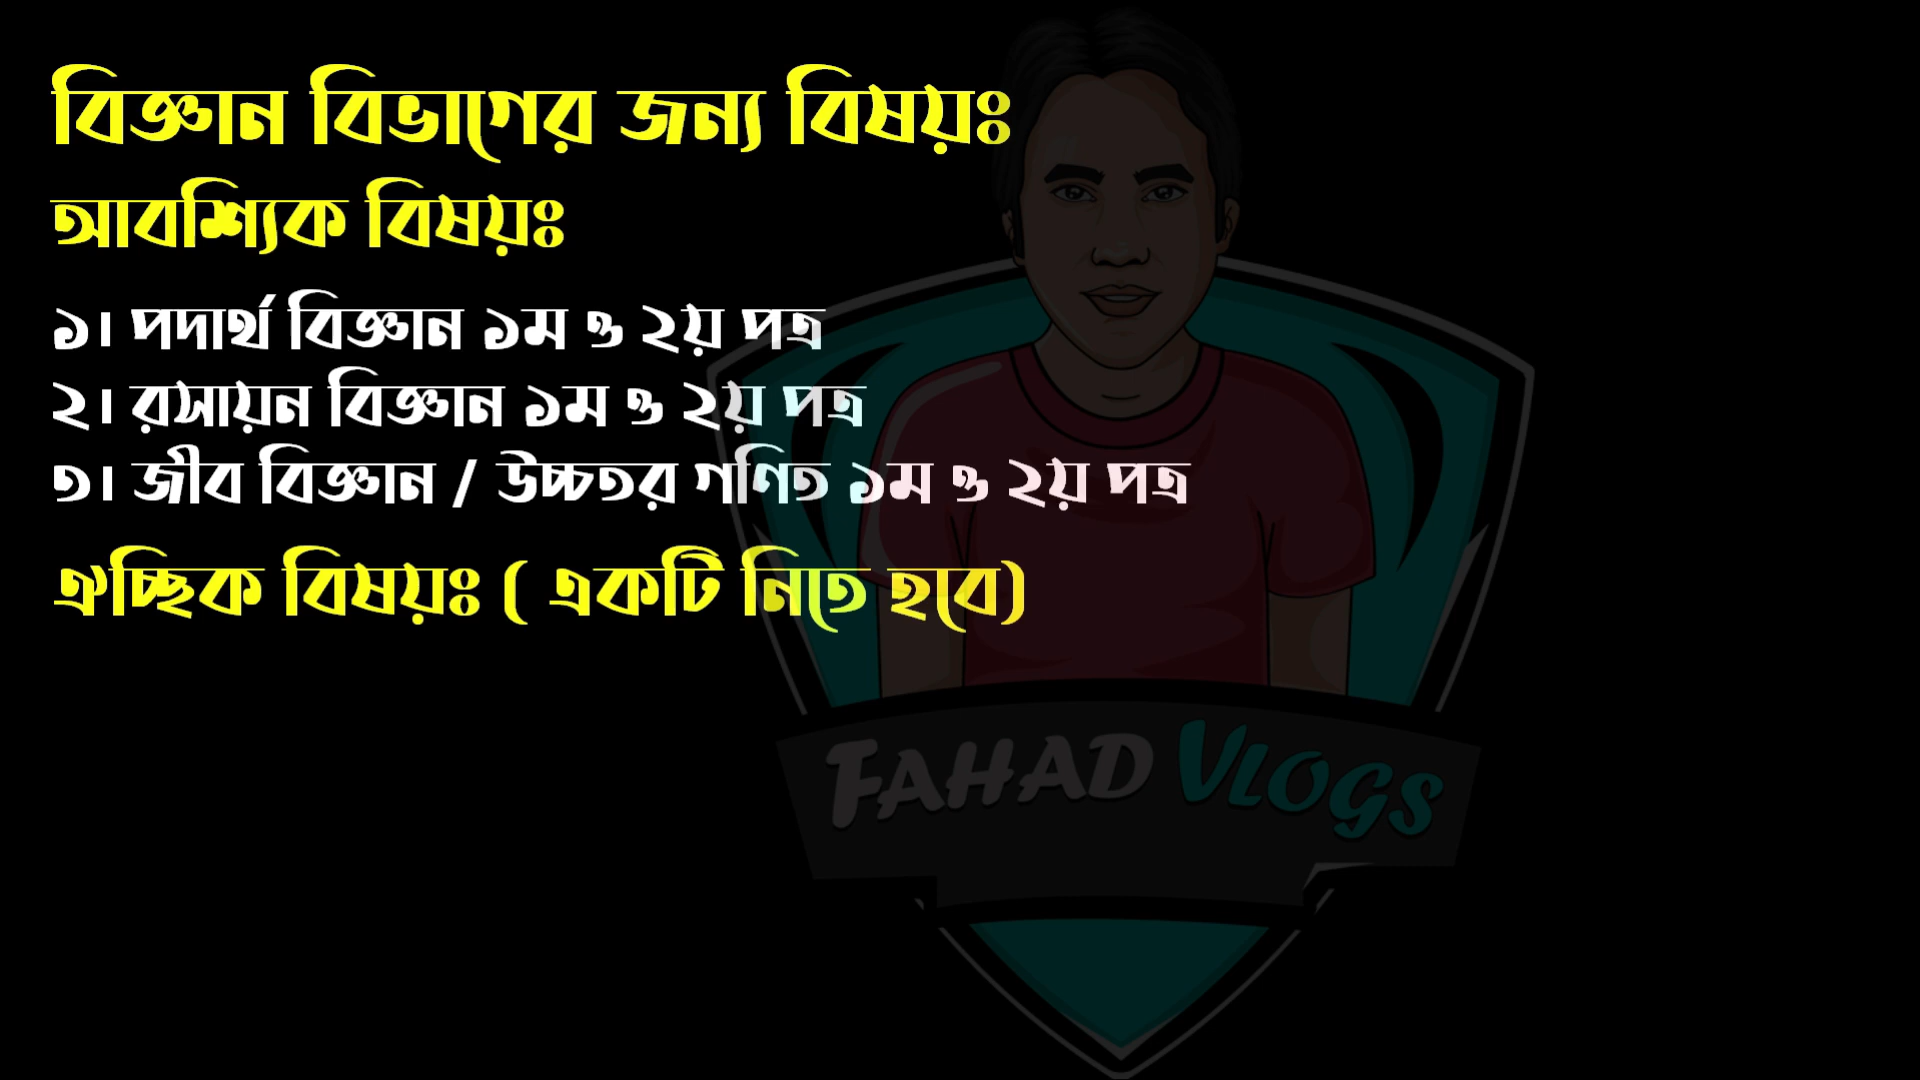 বিজ্ঞান বিভাগের জন্য বিষয়ঃ
আবশ্যিক বিষয়ঃ
১। পদার্থ বিজ্ঞান ১ম ও ২য় পত্র
২। রসায়ন বিজ্ঞান ১ম ও ২য় পত্র
৩। জীব বিজ্ঞান / উচ্চতর গণিত ১ম ও ২য় পত্র
ঐচ্ছিক বিষয়ঃ ( একটি নিতে হবে)
FAHAD VLOGS